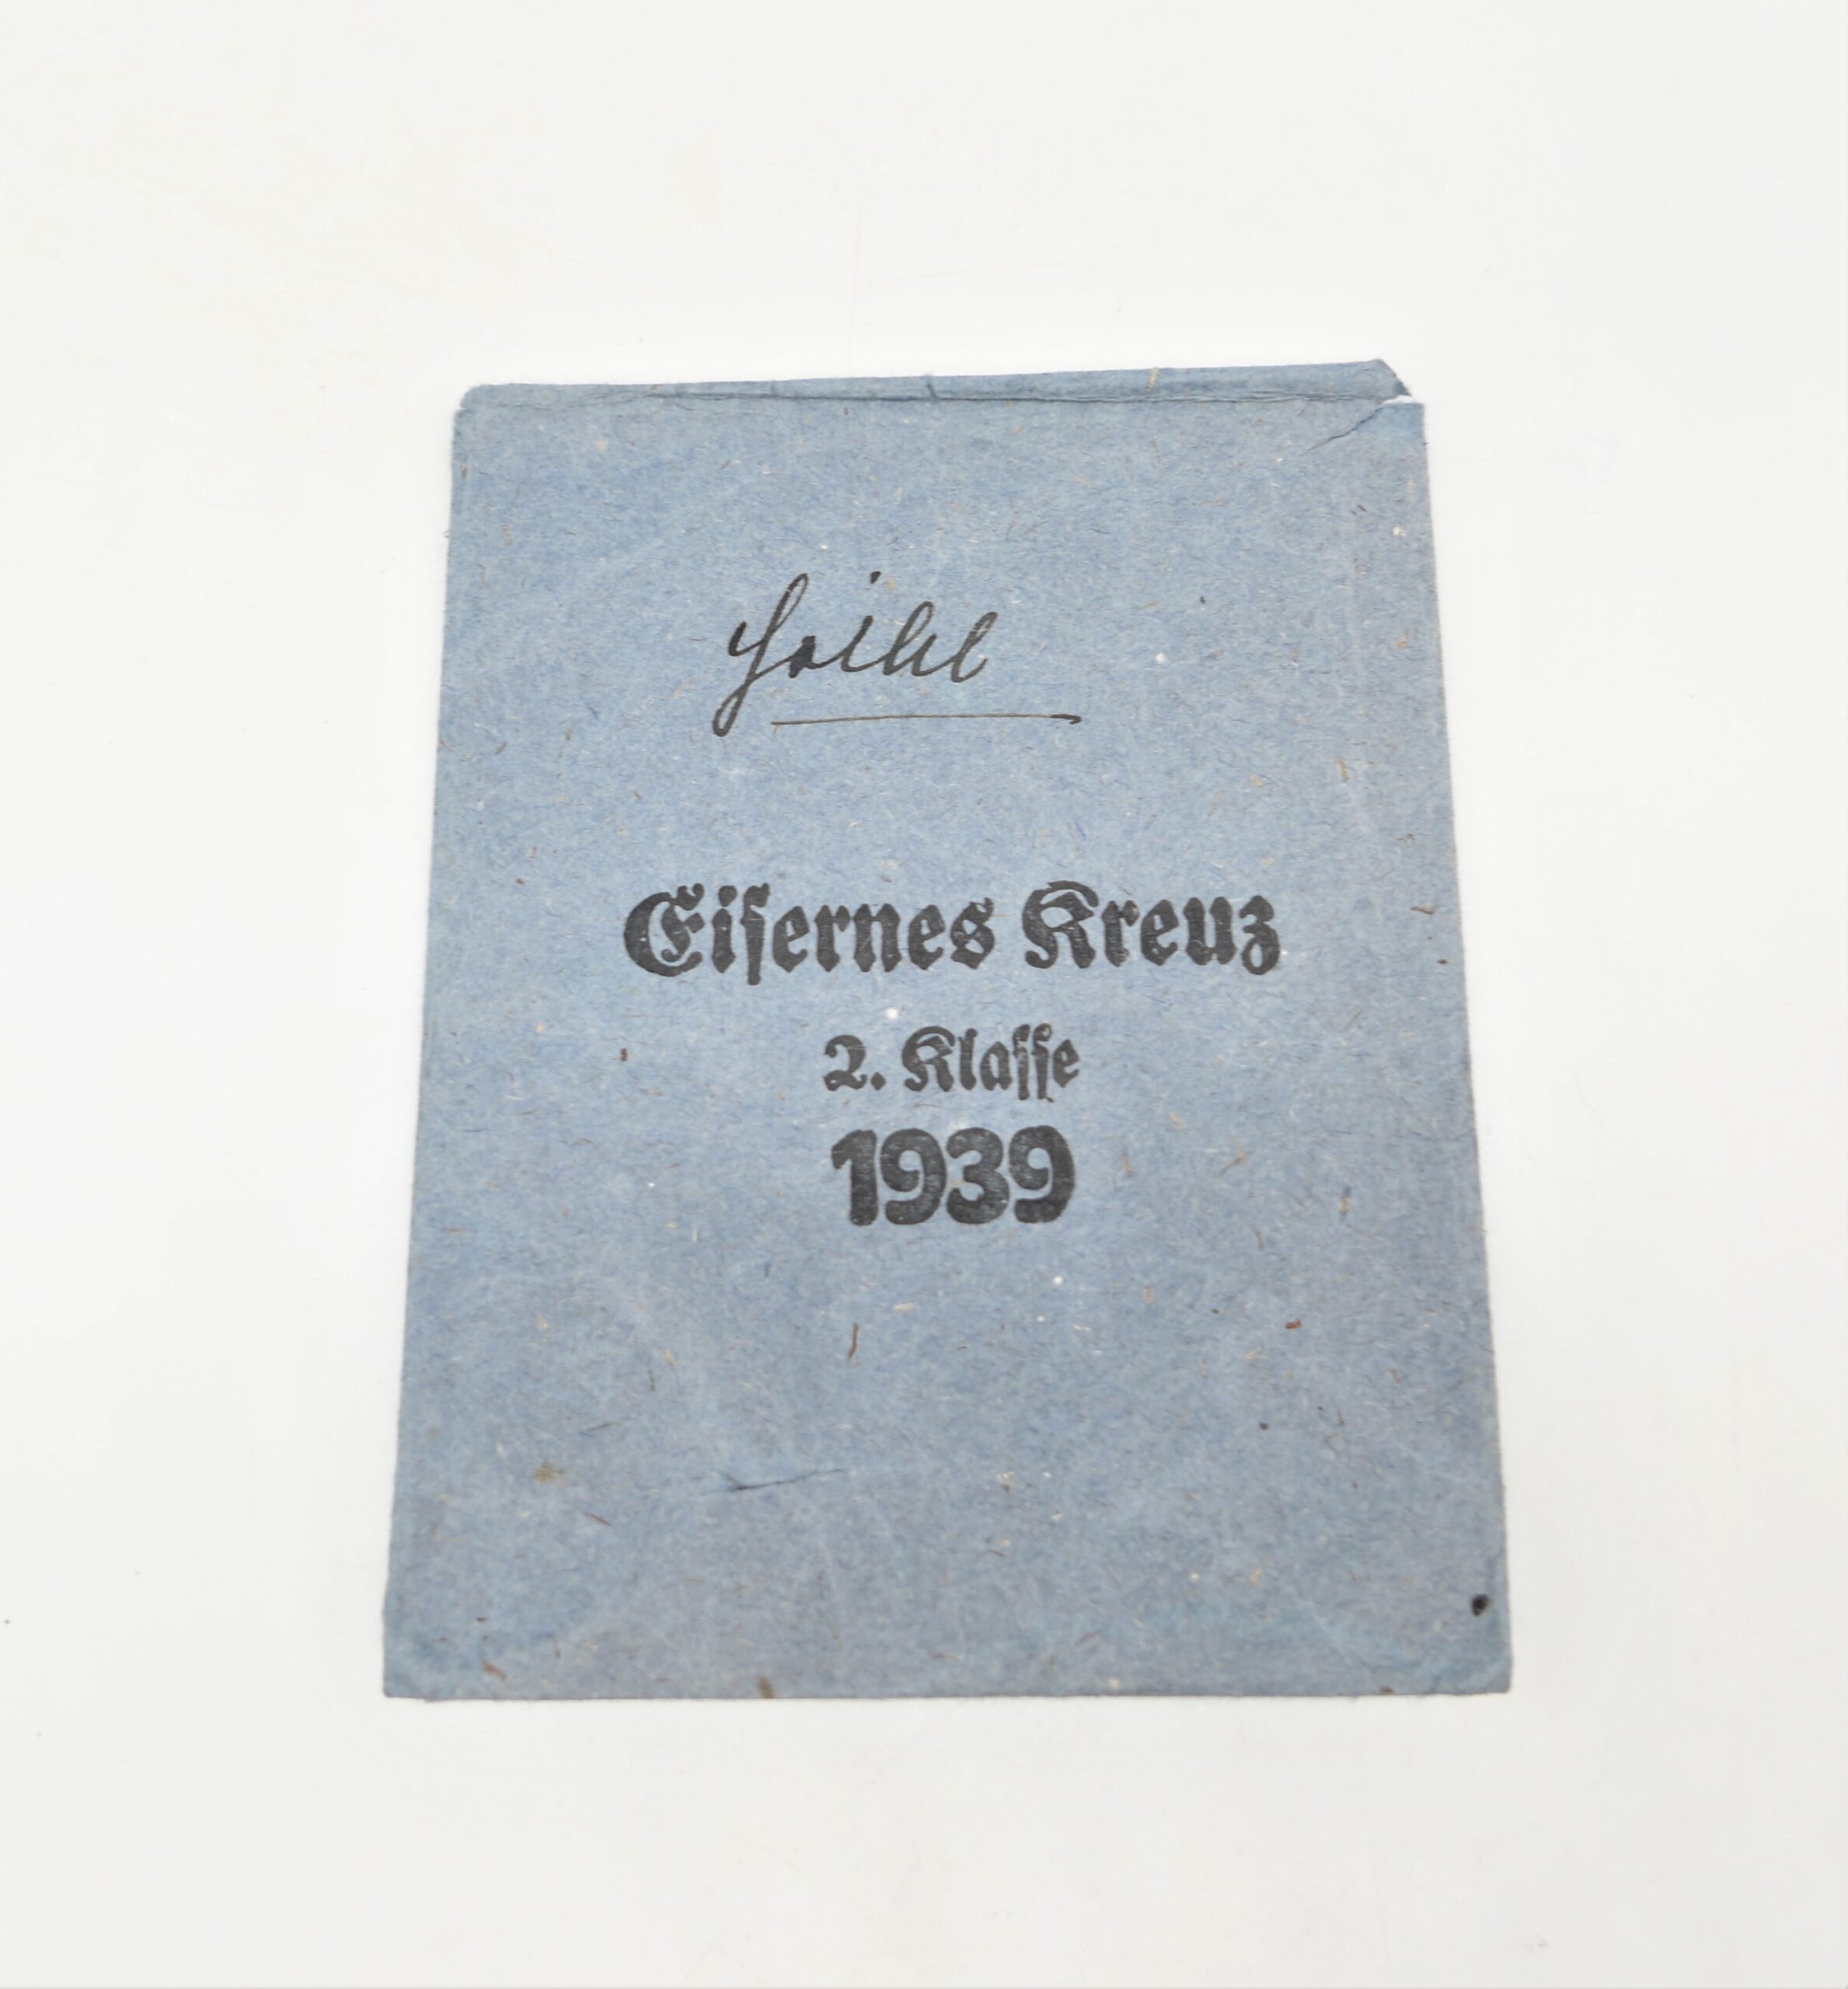 Eiſernes Kreuz
2. Klaſſe
1939